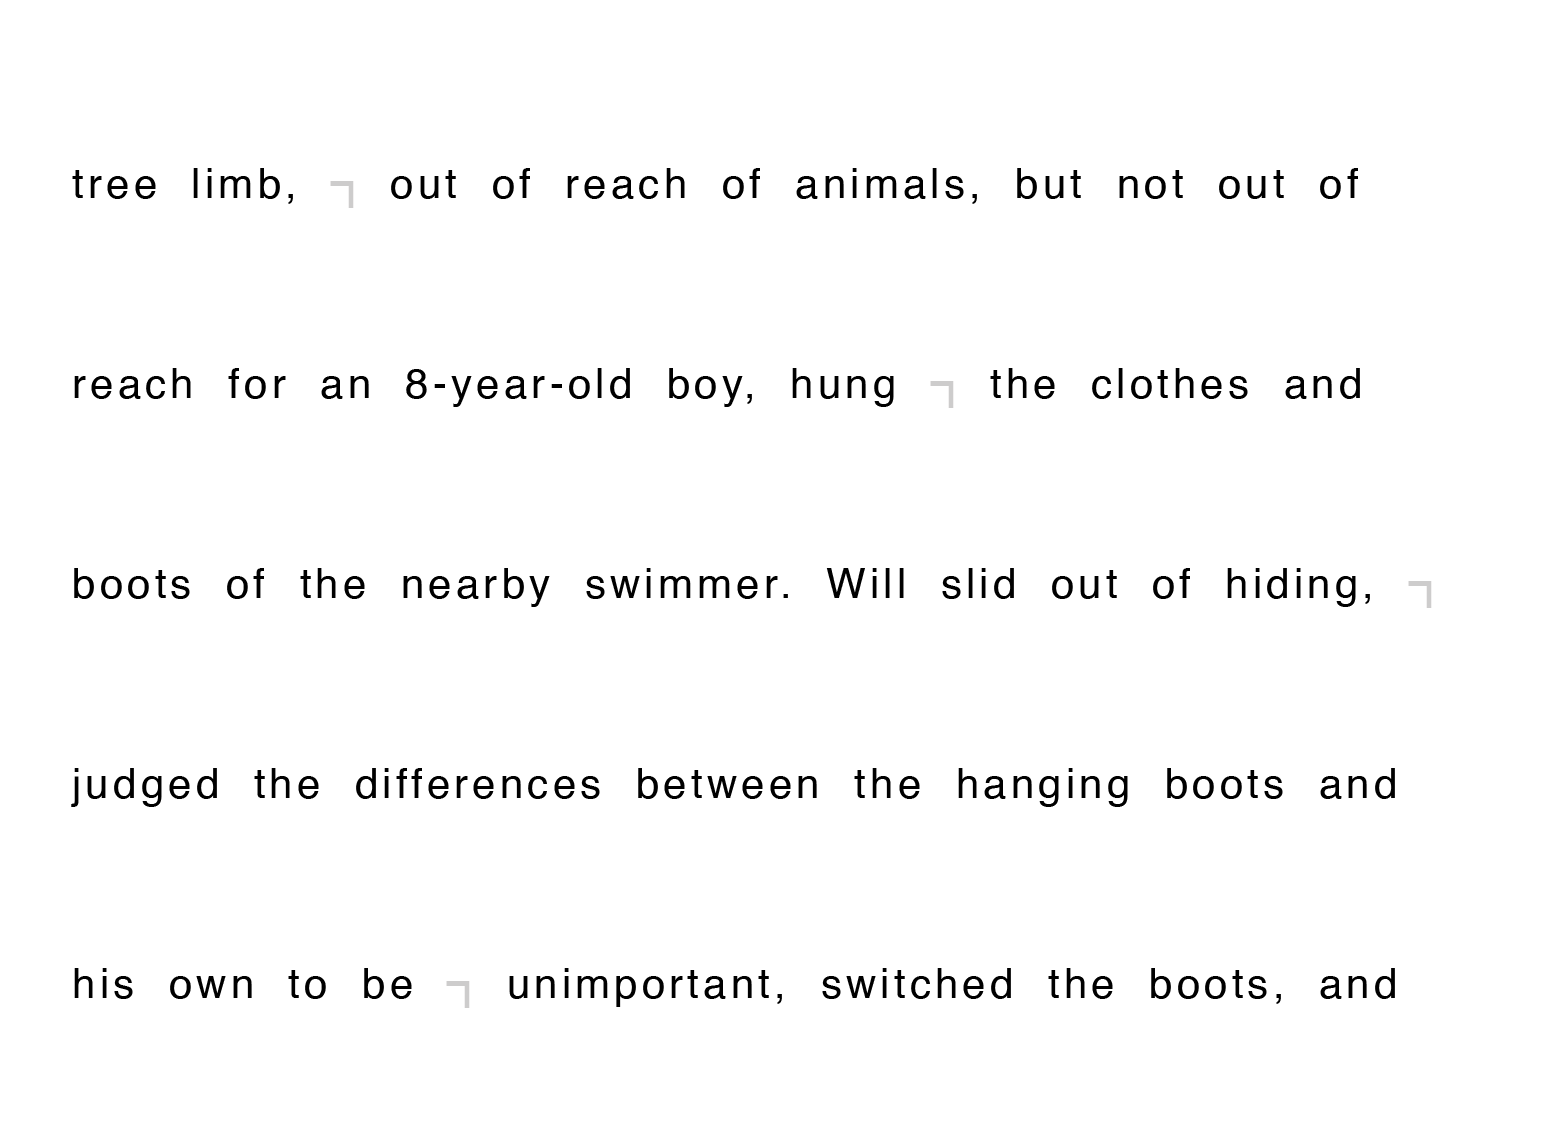 tree limb, ¬ out of reach of animals, but not out of
reach for an 8-year-old boy, hung ¬ the clothes and
boots of the nearby swimmer. Will slid out of hiding, ¬
judged the differences between the hanging boots and
his own to be ¬ unimportant, switched the boots, and